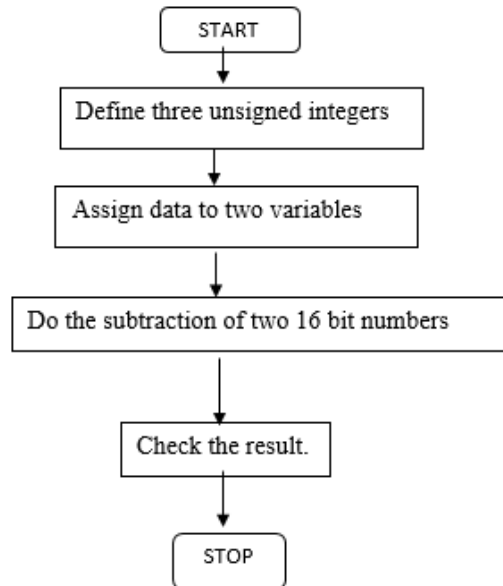 START
Define three unsigned integers
Assign data to two variables
Do the subtraction of two 16 bit numbers
Check the result.
STOP